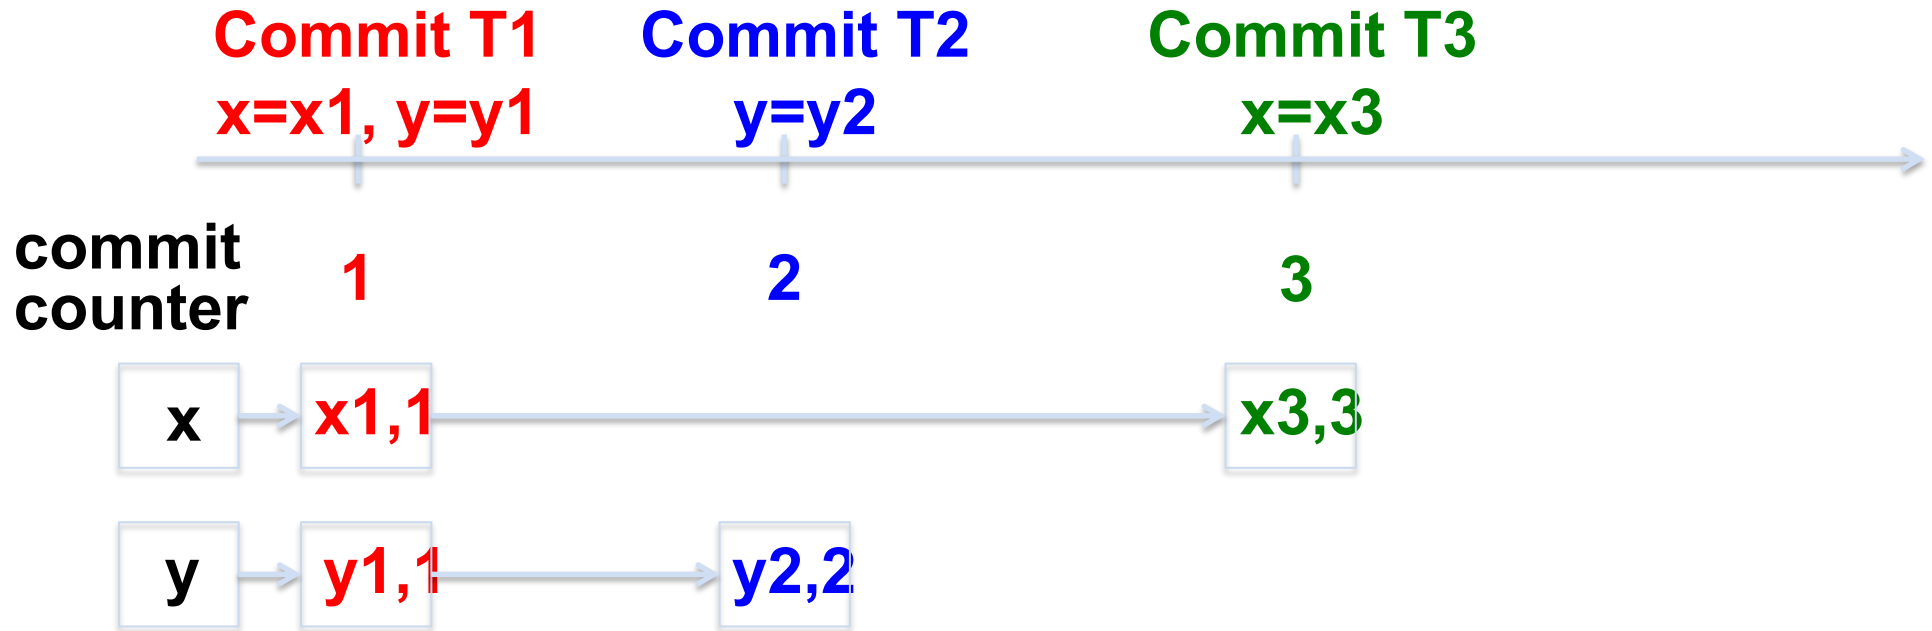 Commit T1 Commit T2 Commit T3
x=x1, y=y1 y=y2 x=x3
commit
counter
1 2 3
x x1,1 x3,3
y y1,1 y2,2